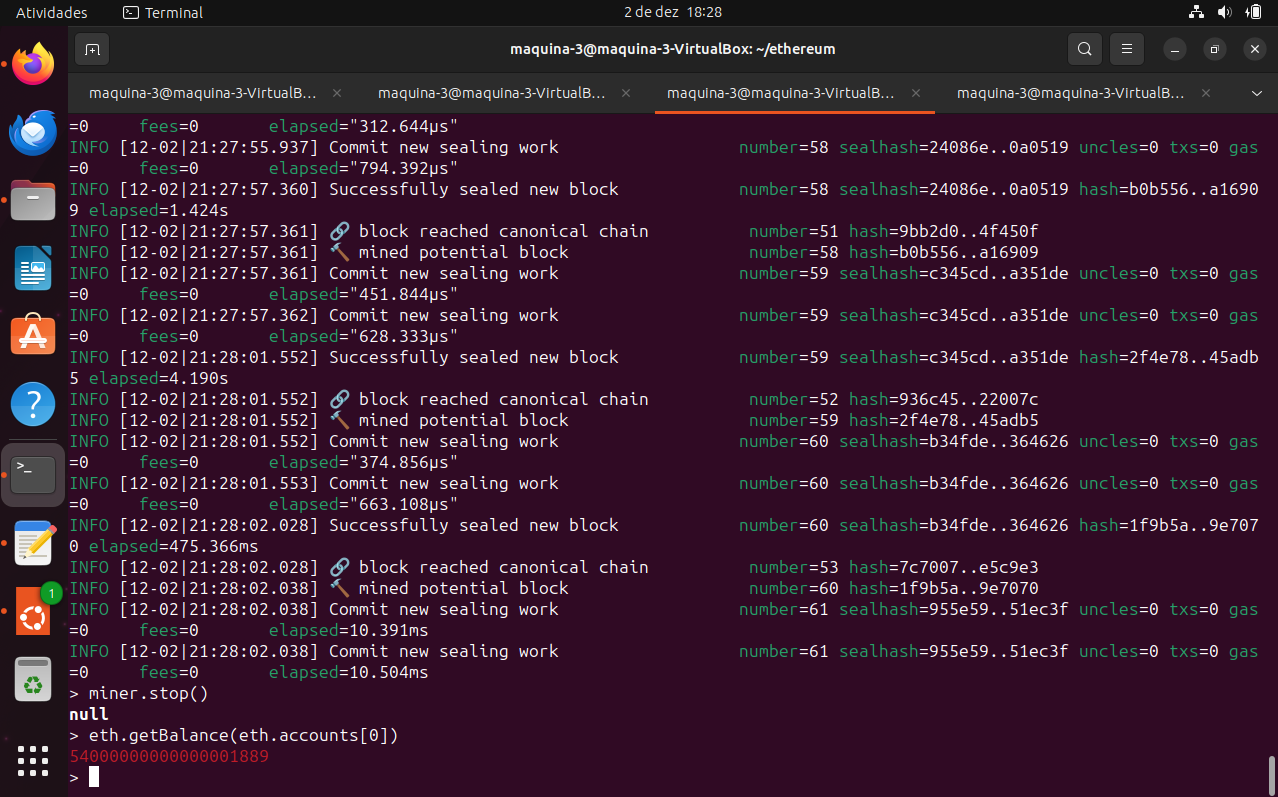 Atividades
Terminal
2 de dez 18:28
maquina-3@maquina-3-VirtualBox: ~/ethereum
maquina-3@maquina-3-VirtualB...
maquina-3@maquina-3-VirtualB...
maquina-3@maquina-3-VirtualB...
maquina-3@maquina-3-VirtualB...
=0     fees=0       elapsed="312.644µs"
INFO [12-02|21:27:55.937] Commit new sealing work                  number=58 sealhash=24086e..0a0519 uncles=0 txs=0 gas
=0     fees=0       elapsed="794.392µs"
INFO [12-02|21:27:57.360] Successfully sealed new block            number=58 sealhash=24086e..0a0519 hash=b0b556..a1690
9 elapsed=1.424s
INFO [12-02|21:27:57.361] 🔗 block reached canonical chain          number=51 hash=9bb2d0..4f450f
INFO [12-02|21:27:57.361] 🔨 mined potential block                  number=58 hash=b0b556..a16909
INFO [12-02|21:27:57.361] Commit new sealing work                  number=59 sealhash=c345cd..a351de uncles=0 txs=0 gas
=0     fees=0       elapsed="451.844µs"
INFO [12-02|21:27:57.362] Commit new sealing work                  number=59 sealhash=c345cd..a351de uncles=0 txs=0 gas
=0     fees=0       elapsed="628.333µs"
INFO [12-02|21:28:01.552] Successfully sealed new block            number=59 sealhash=c345cd..a351de hash=2f4e78..45adb
5 elapsed=4.190s
INFO [12-02|21:28:01.552] 🔗 block reached canonical chain          number=52 hash=936c45..22007c
INFO [12-02|21:28:01.552] 🔨 mined potential block                  number=59 hash=2f4e78..45adb5
INFO [12-02|21:28:01.552] Commit new sealing work                  number=60 sealhash=b34fde..364626 uncles=0 txs=0 gas
=0     fees=0       elapsed="374.856µs"
INFO [12-02|21:28:01.553] Commit new sealing work                  number=60 sealhash=b34fde..364626 uncles=0 txs=0 gas
=0     fees=0       elapsed="663.108µs"
INFO [12-02|21:28:02.028] Successfully sealed new block            number=60 sealhash=b34fde..364626 hash=1f9b5a..9e707
0 elapsed=475.366ms
INFO [12-02|21:28:02.028] 🔗 block reached canonical chain          number=53 hash=7c7007..e5c9e3
INFO [12-02|21:28:02.038] 🔨 mined potential block                  number=60 hash=1f9b5a..9e7070
INFO [12-02|21:28:02.038] Commit new sealing work                  number=61 sealhash=955e59..51ec3f uncles=0 txs=0 gas
=0     fees=0       elapsed=10.391ms
INFO [12-02|21:28:02.038] Commit new sealing work                  number=61 sealhash=955e59..51ec3f uncles=0 txs=0 gas
=0     fees=0       elapsed=10.504ms
> miner.stop()
null
> eth.getBalance(eth.accounts[0])
54000000000000001889
>
1